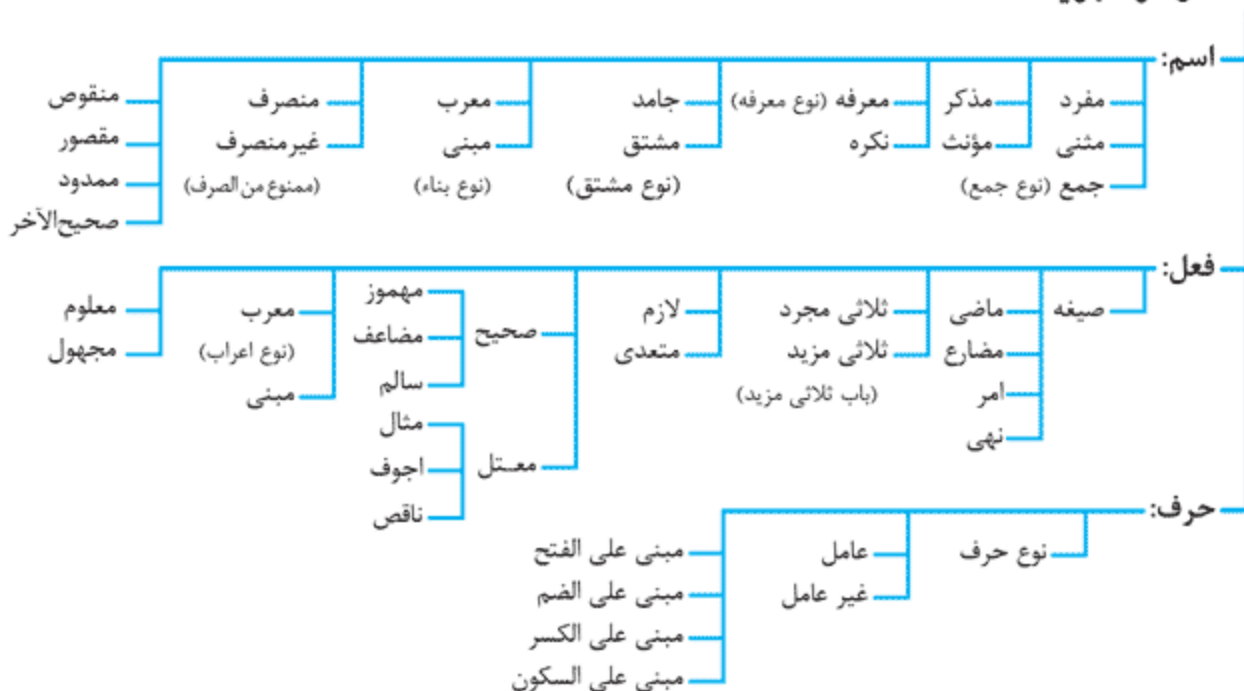 اسم:
مفرد
مثنی
جمع (نوع جمع)
مذکر
مؤنث
معرفه (نوع معرفه)
نکره
جامد
مشتق
(نوع مشتق)
معرب
مبنی
(نوع بناء)
منصرف
غیرمنصرف
(ممنوع من الصرف)
منقوص
مقصور
ممدود
صحیح‌الآخر
فعل:
صیغه
ماضی
مضارع
امر
نهی
ثلاثی مجرد
ثلاثی مزید
(باب ثلاثی مزید)
لازم
متعدی
صحیح
مهموز
مضاعف
سالم
معـتل
مثال
اجوف
ناقص
معرب
(نوع اعراب)
مبنی
معلوم
مجهول
حرف:
نوع حرف
عامل
غیر عامل
مبنی علی الفتح
مبنی علی الضم
مبنی علی الکسر
مبنی علی السکون